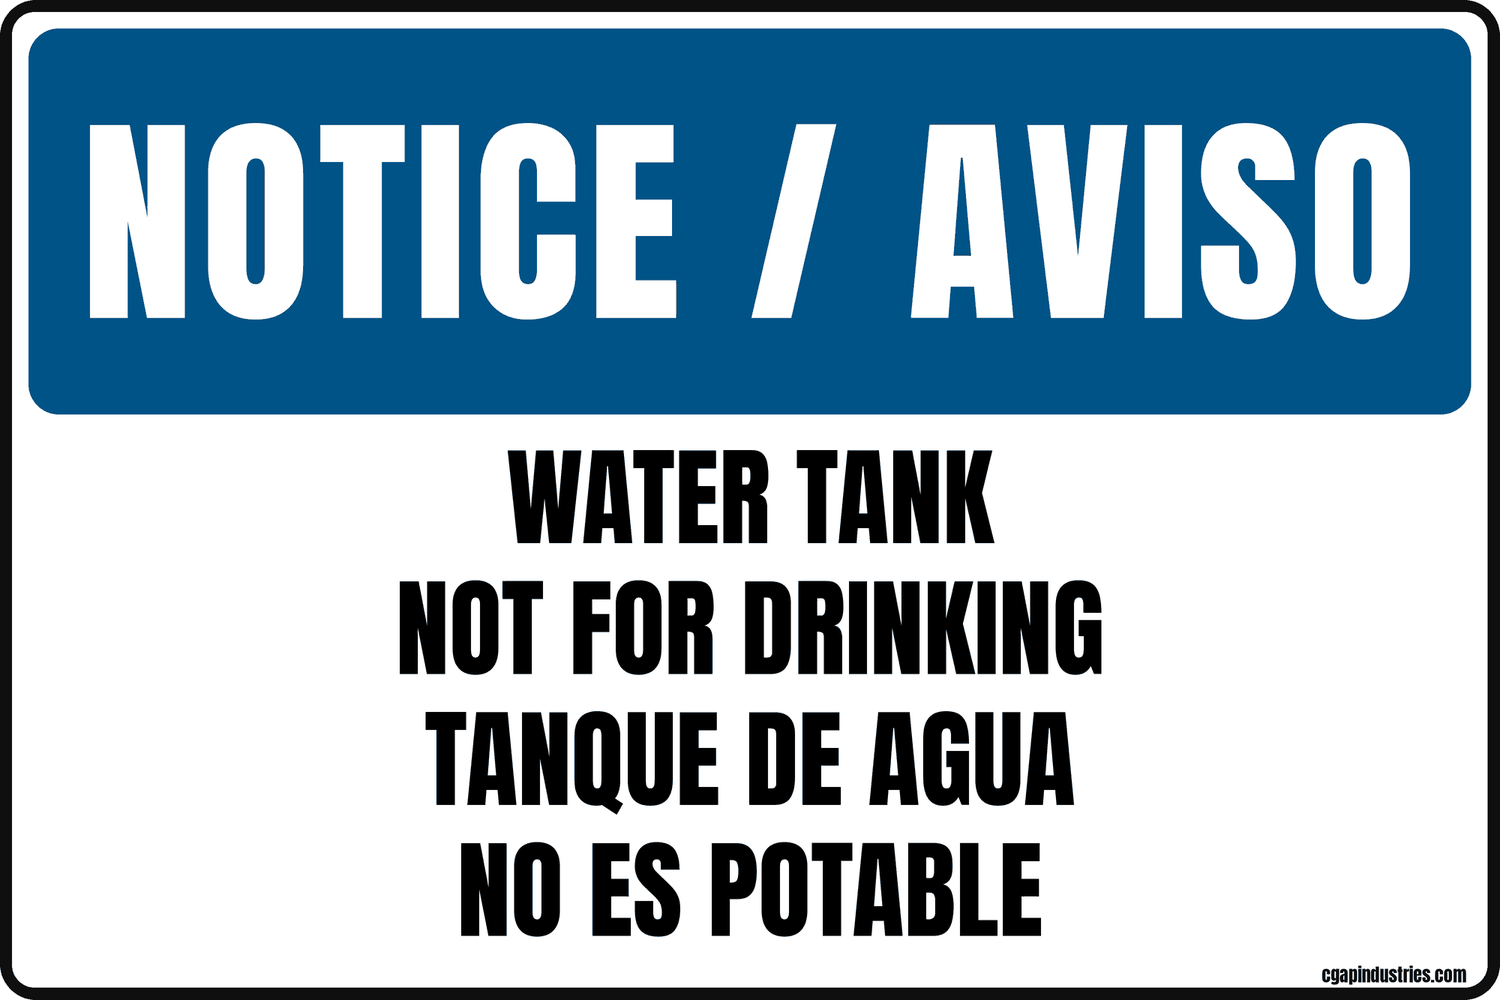 NOTICE / AVISO
WATER TANK
NOT FOR DRINKING
TANQUE DE AGUA
NO ES POTABLE
cgapindustries.com